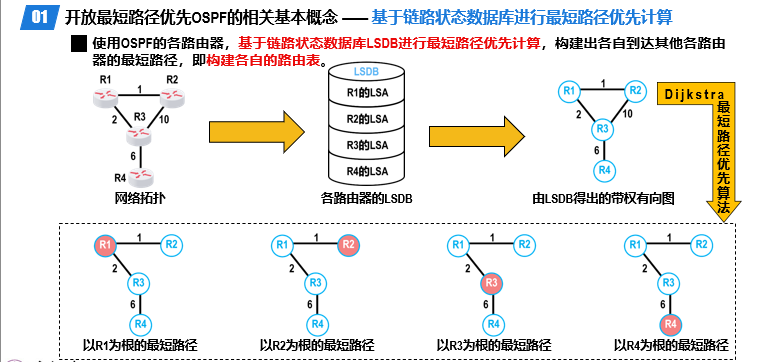 01 开放最短路径优先OSPF的相关基本概念 —— 基于链路状态数据库进行最短路径优先计算
使用OSPF的各路由器，基于链路状态数据库LSDB进行最短路径优先计算，构建出各自到达其他各路由
器的最短路径，即构建各自的路由表。
R1 1 R2
2 R3 10
6
R4
网络拓扑
LSDB
R1的LSA
R2的LSA
R3的LSA
R4的LSA
各路由器的LSDB
R1 1 R2
2 10
R3
6
R4
由LSDB得出的带权有向图
Dijkstra
最短路径优先算法
R1 1 R2
2
R3
6
R4
以R1为根的最短路径
R1 1 R2
2
R3
6
R4
以R2为根的最短路径
R1 1 R2
2
R3
6
R4
以R3为根的最短路径
R1 1 R2
2
R3
6
R4
以R4为根的最短路径